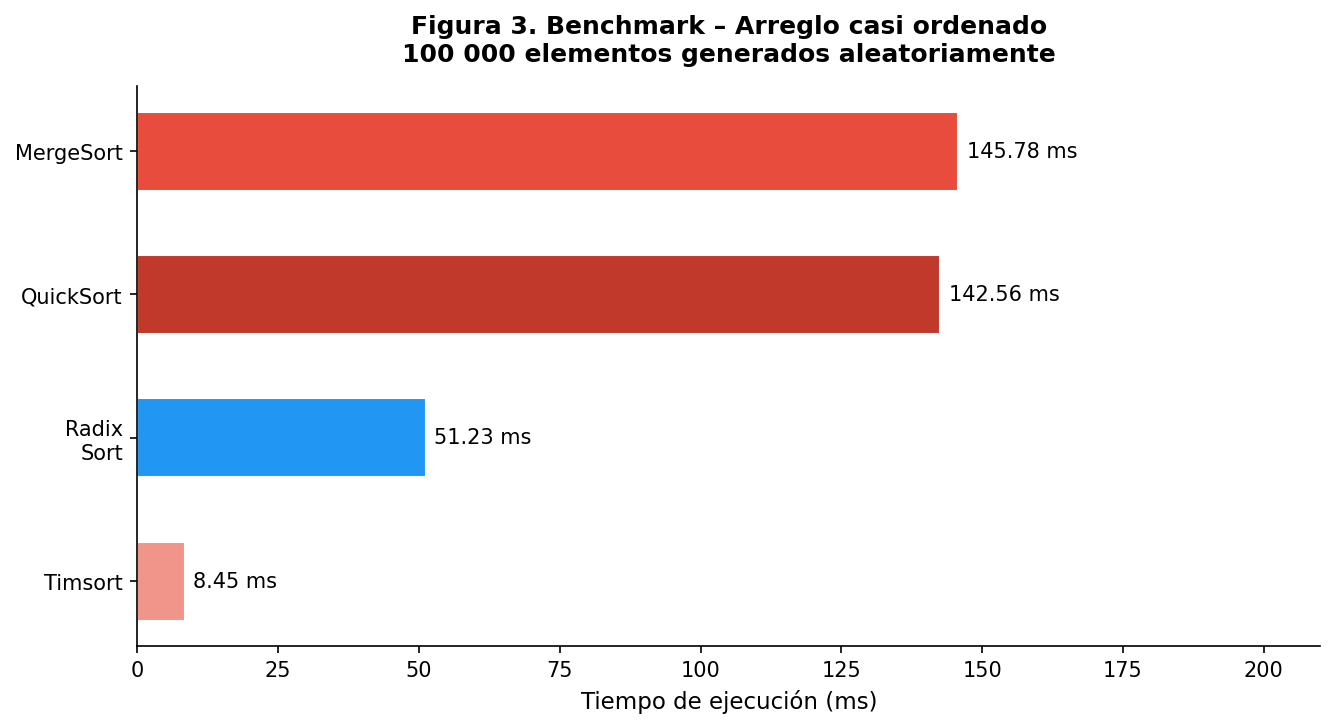 Figura 3. Benchmark – Arreglo casi ordenado
100 000 elementos generados aleatoriamente
MergeSort
145.78 ms
QuickSort
142.56 ms
Radix
Sort
51.23 ms
Timsort
8.45 ms
0 25 50 75 100 125 150 175 200
Tiempo de ejecución (ms)